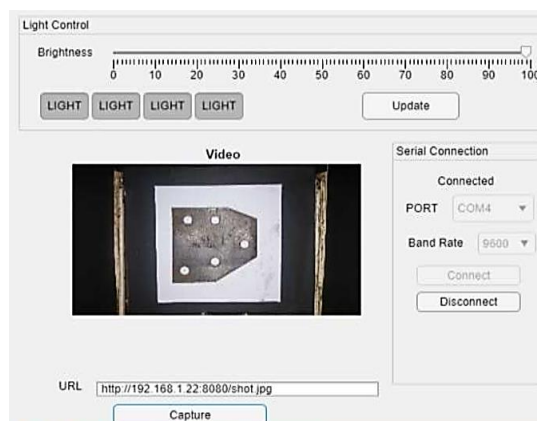 Light Control
Brightness
0 10 20 30 40 50 60 70 80 90 100
LIGHT LIGHT LIGHT LIGHT Update
Video
Serial Connection
Connected
PORT COM4
Band Rate 9600
Connect
Disconnect
URL http://192.168.1.22:8080/shot.jpg
Capture